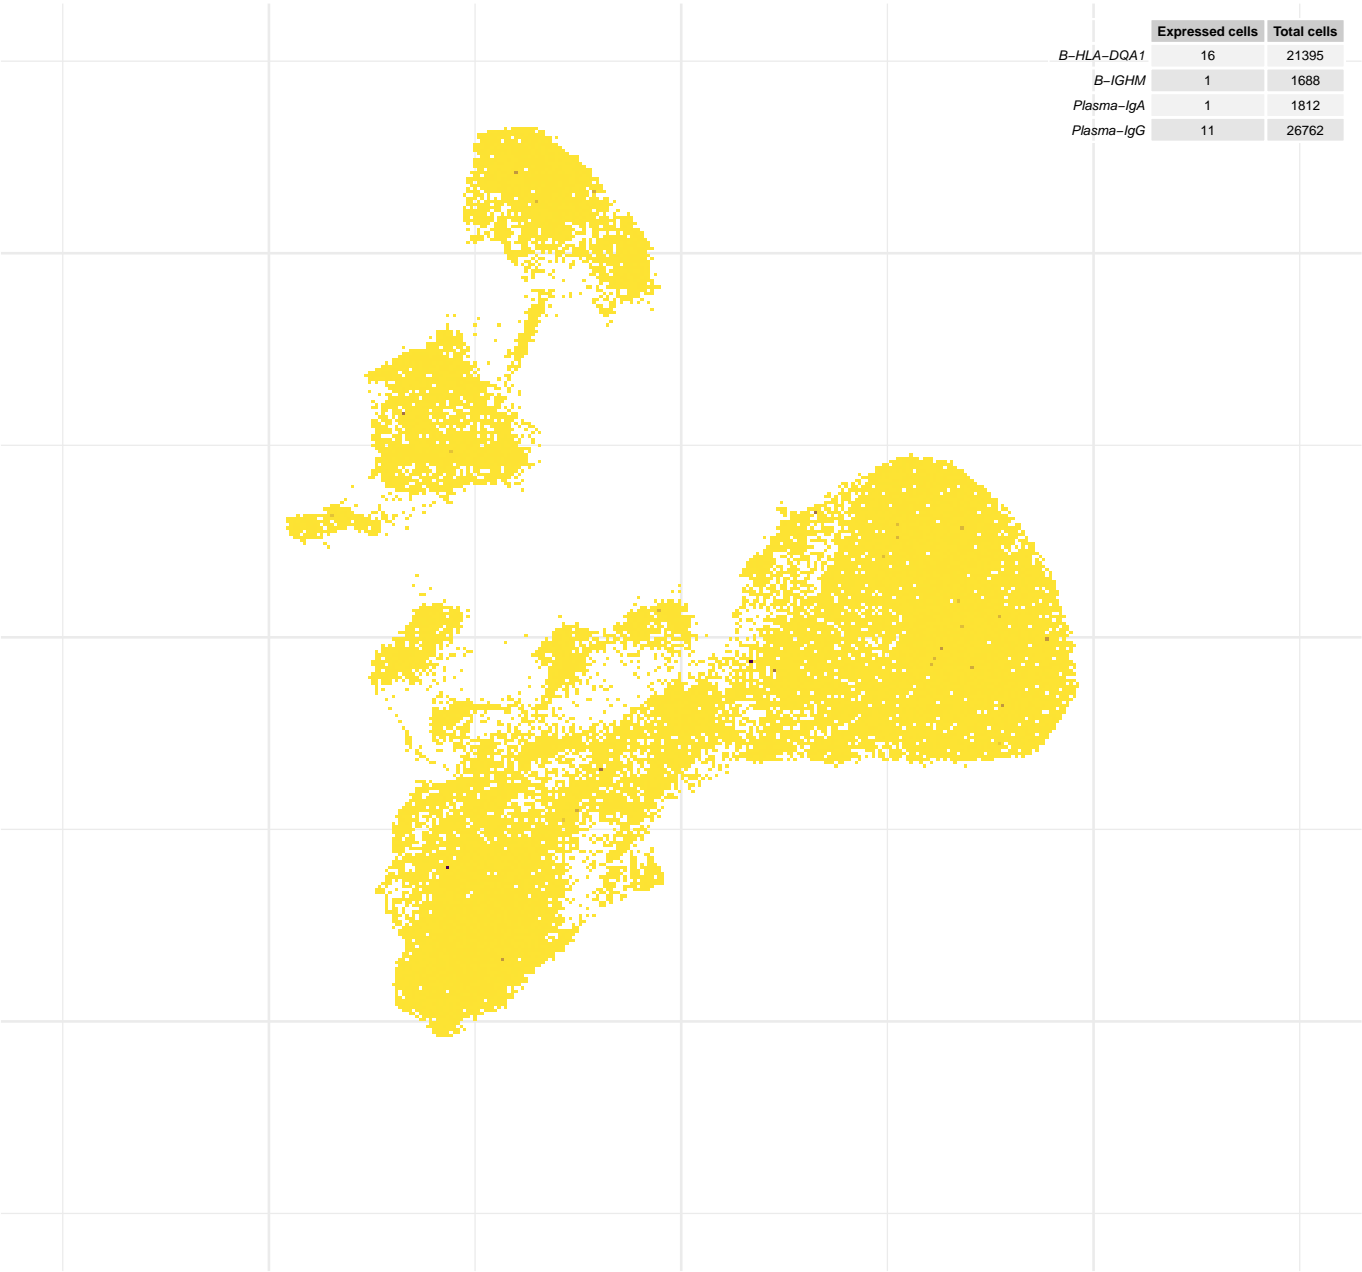 Expressed cells Total cells
B−HLA−DQA1 16 21395
B−IGHM 1 1688
Plasma−IgA 1 1812
Plasma−IgG 11 26762